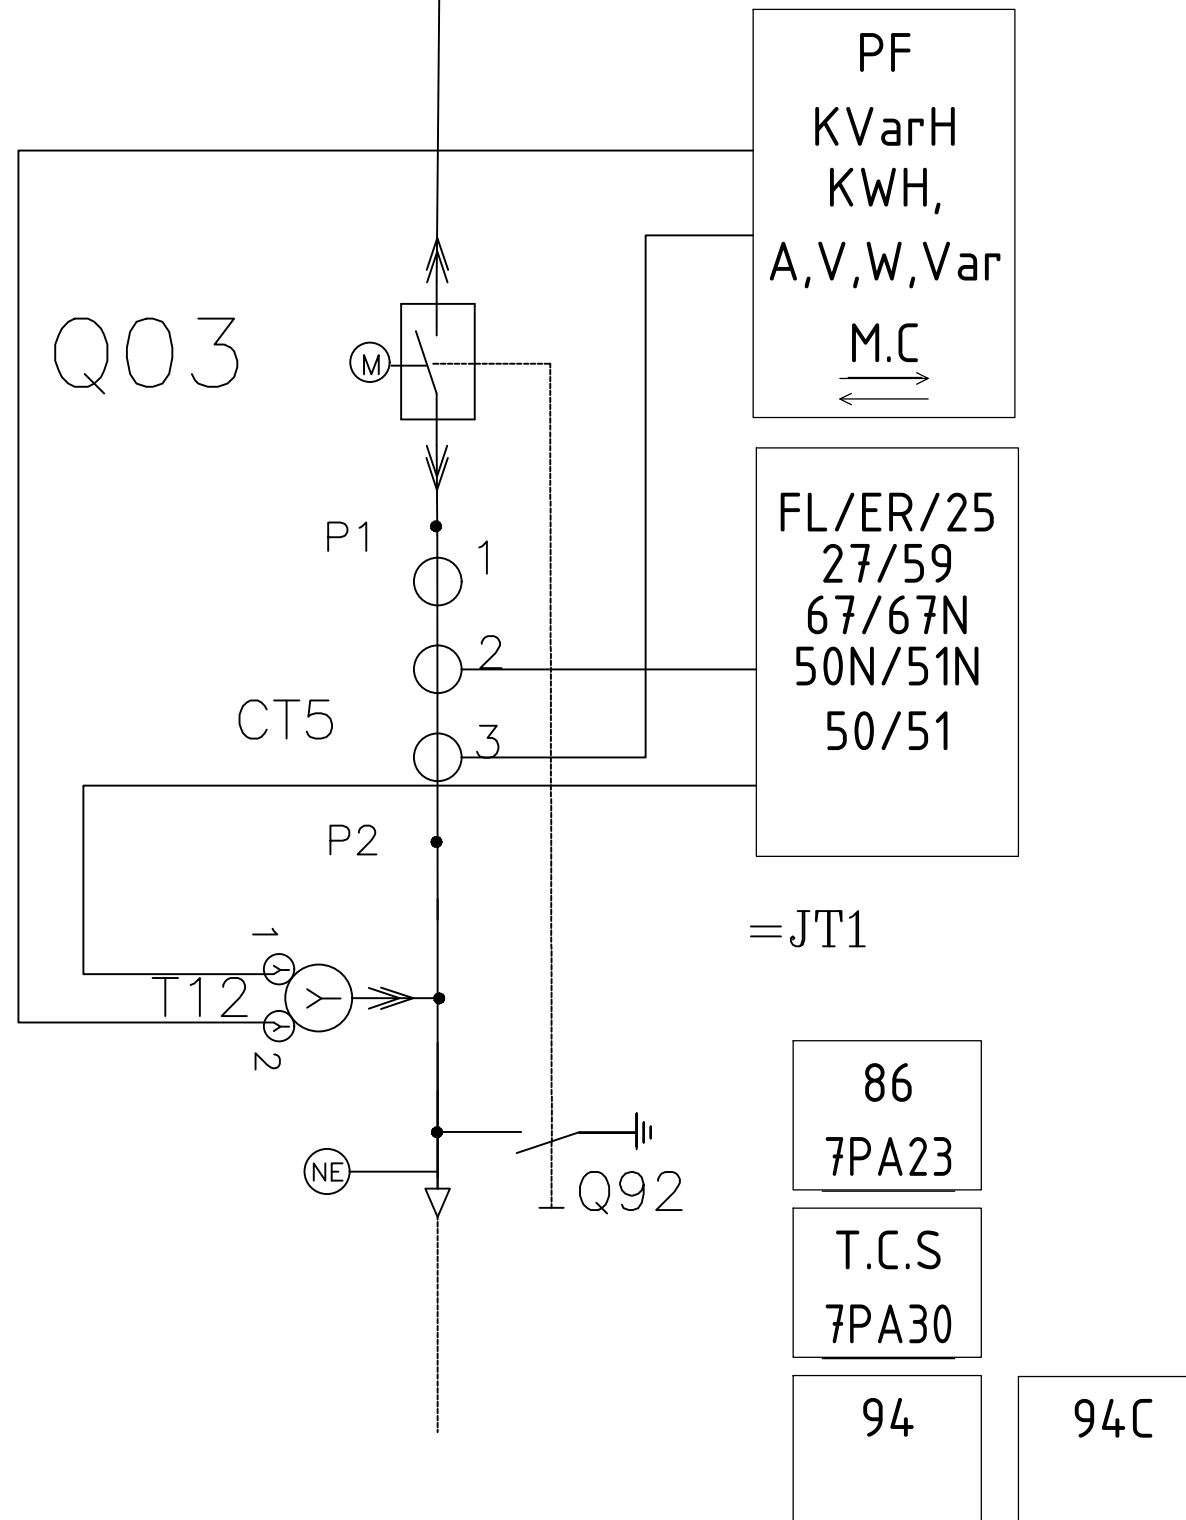 PF
KVarH
KWH,
A,V,W,Var
M.C
Q03
M
FL/ER/25
27/59
67/67N
50N/51N
50/51
P1
1
2
CT5
3
P2
=JT1
1
T12
2
86
7PA23
NE
Q92
T.C.S
7PA30
94
94C